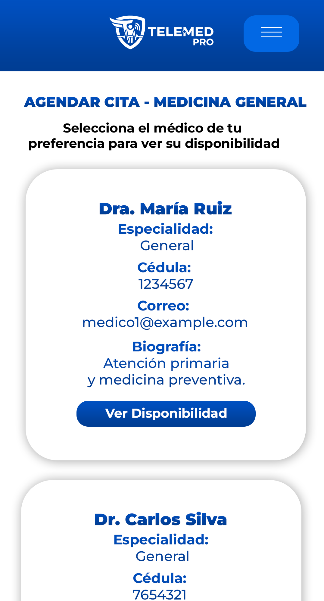 TELEMED
PRO
AGENDAR CITA - MEDICINA GENERAL
Selecciona el médico de tu
preferencia para ver su disponibilidad
Dra. María Ruiz
Especialidad:
General
Cédula:
1234567
Correo:
medico1@example.com
Biografía:
Atención primaria
y medicina preventiva.
Ver Disponibilidad
Dr. Carlos Silva
Especialidad:
General
Cédula:
7654321